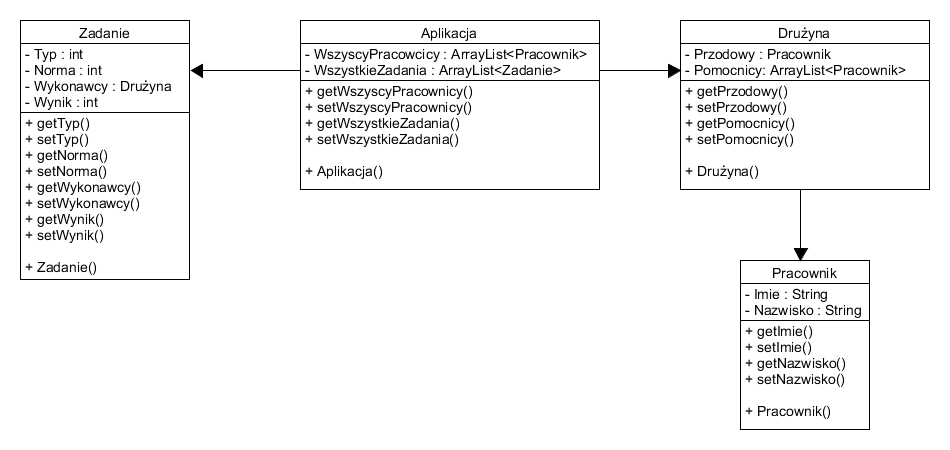 Zadanie
- Typ : int
- Norma : int
- Wykonawcy : Drużyna
- Wynik : int
+ getTyp()
+ setTyp()
+ getNorma()
+ setNorma()
+ getWykonawcy()
+ setWykonawcy()
+ getWynik()
+ setWynik()
+ Zadanie()
Aplikacja
- WszyscyPracowcicy : ArrayList<Pracownik>
- WszystkieZadania : ArrayList<Zadanie>
+ getWszyscyPracownicy()
+ setWszyscyPracownicy()
+ getWszystkieZadania()
+ setWszystkieZadania()
+ Aplikacja()
Drużyna
- Przodowy : Pracownik
- Pomocnicy: ArrayList<Pracownik>
+ getPrzodowy()
+ setPrzodowy()
+ getPomocnicy()
+ setPomocnicy()
+ Drużyna()
Pracownik
- Imie : String
- Nazwisko : String
+ getImie()
+ setImie()
+ getNazwisko()
+ setNazwisko()
+ Pracownik()